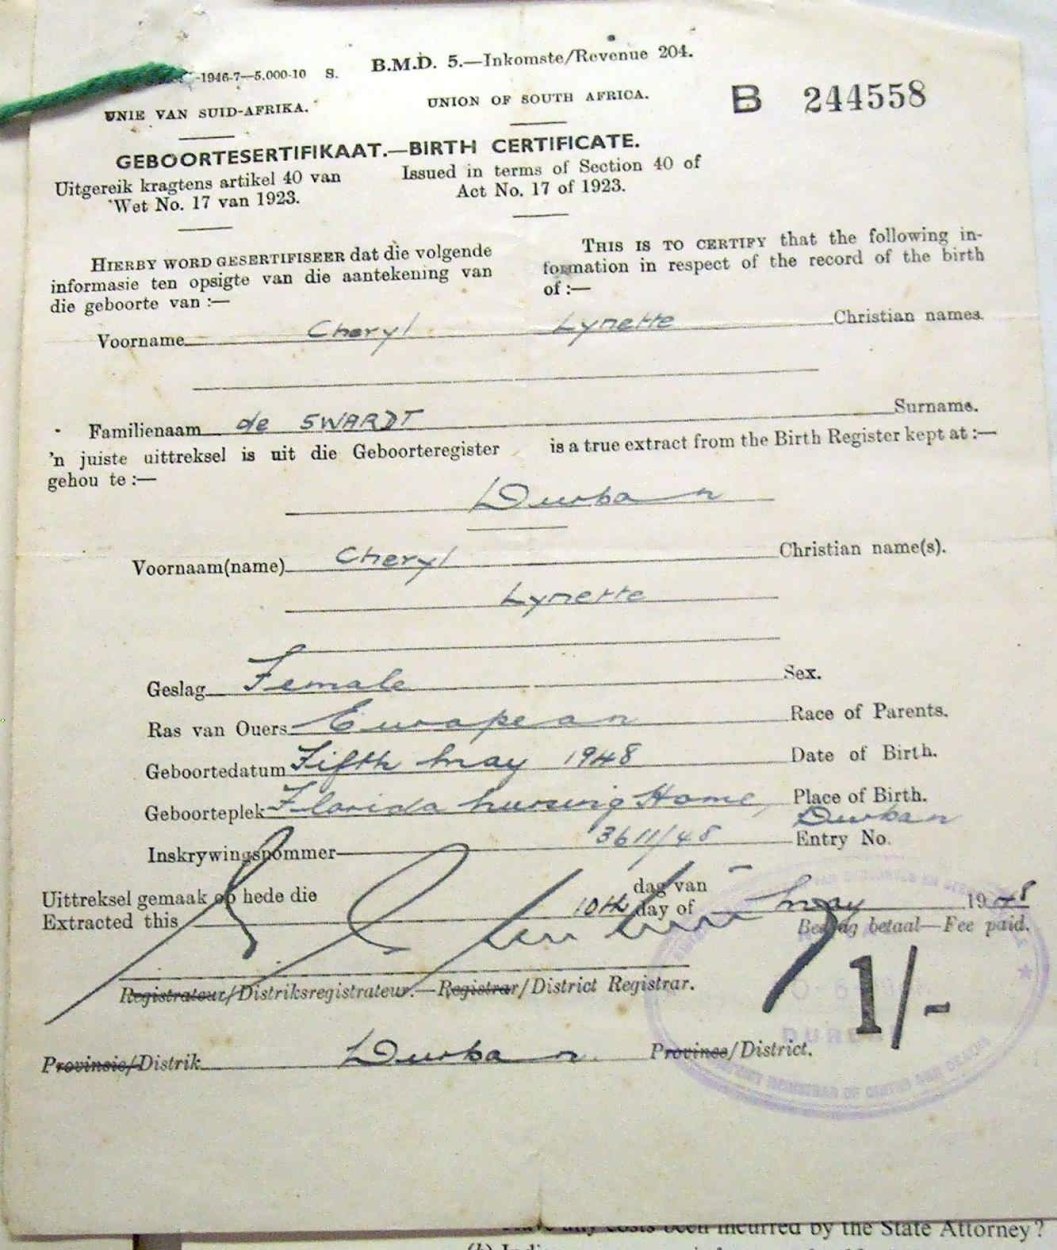 -1946-7—5.000-10 S. B.M.D. 5.—Inkomste/Revenue 204.
UNIE VAN SUID-AFRIKA. UNION OF SOUTH AFRICA. B 244558
GEBOORTESERTIFIKAAT.—BIRTH CERTIFICATE.
Uitgereik kragtens artikel 40 van
Wet No. 17 van 1923.
Issued in terms of Section 40 of
Act No. 17 of 1923.
HIERBY WORD GESERTIFISEER dat die volgende
informasie ten opsigte van die aantekening van
die geboorte van :—
THIS IS TO CERTIFY that the following in-
formation in respect of the record of the birth
of :—
Voorname Cheryl Lynette Christian names.
Familienaam de SWARDT Surname.
'n juiste uittreksel is uit die Geboorteregister
gehou te :—
is a true extract from the Birth Register kept at :—
Durban
Voornaam(name) Cheryl Christian name(s).
Lynette
Geslag Female Sex.
Ras van Ouers European Race of Parents.
Geboortedatum Fifth May 1948 Date of Birth.
Geboorteplek Florida Nursing Home, Place of Birth.
Durban
Inskrywingsnommer 3611/48 Entry No.
Uittreksel gemaak op hede die dag van
Extracted this 10th day of May 1948
Bedrag betaal—Fee paid.
1/-
Registrateur/Distriksregistrateur.—Registrar/District Registrar.
Provinsie/Distrik Durban Province/District.
DURBAN
have any costs been incurred by the State Attorney?